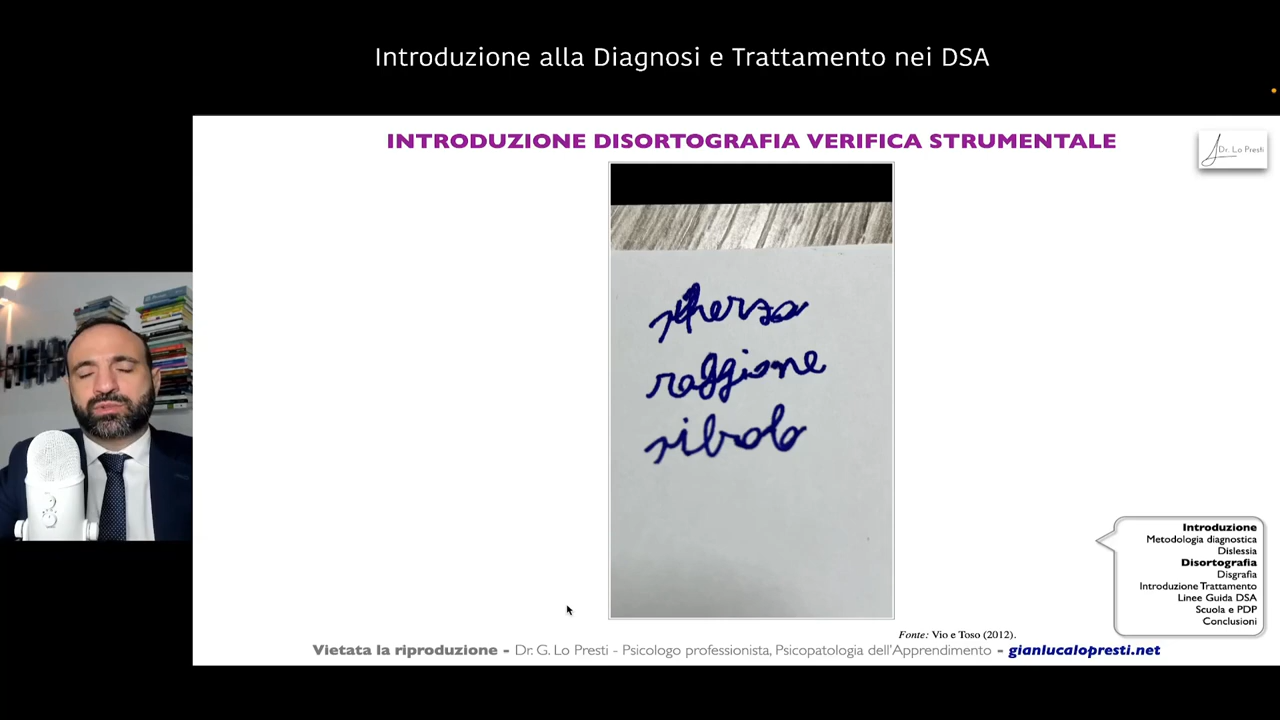 Introduzione alla Diagnosi e Trattamento nei DSA
INTRODUZIONE DISORTOGRAFIA VERIFICA STRUMENTALE
Dr. Lo Presti
raggione
Introduzione
Metodologia diagnostica
Dislessia
Disortografia
Disgrafia
Introduzione Trattamento
Linee Guida DSA
Scuola e PDP
Conclusioni
Fonte: Vio e Toso (2012).
Vietata la riproduzione - Dr. G. Lo Presti - Psicologo professionista, Psicopatologia dell'Apprendimento - gianlucalopresti.net